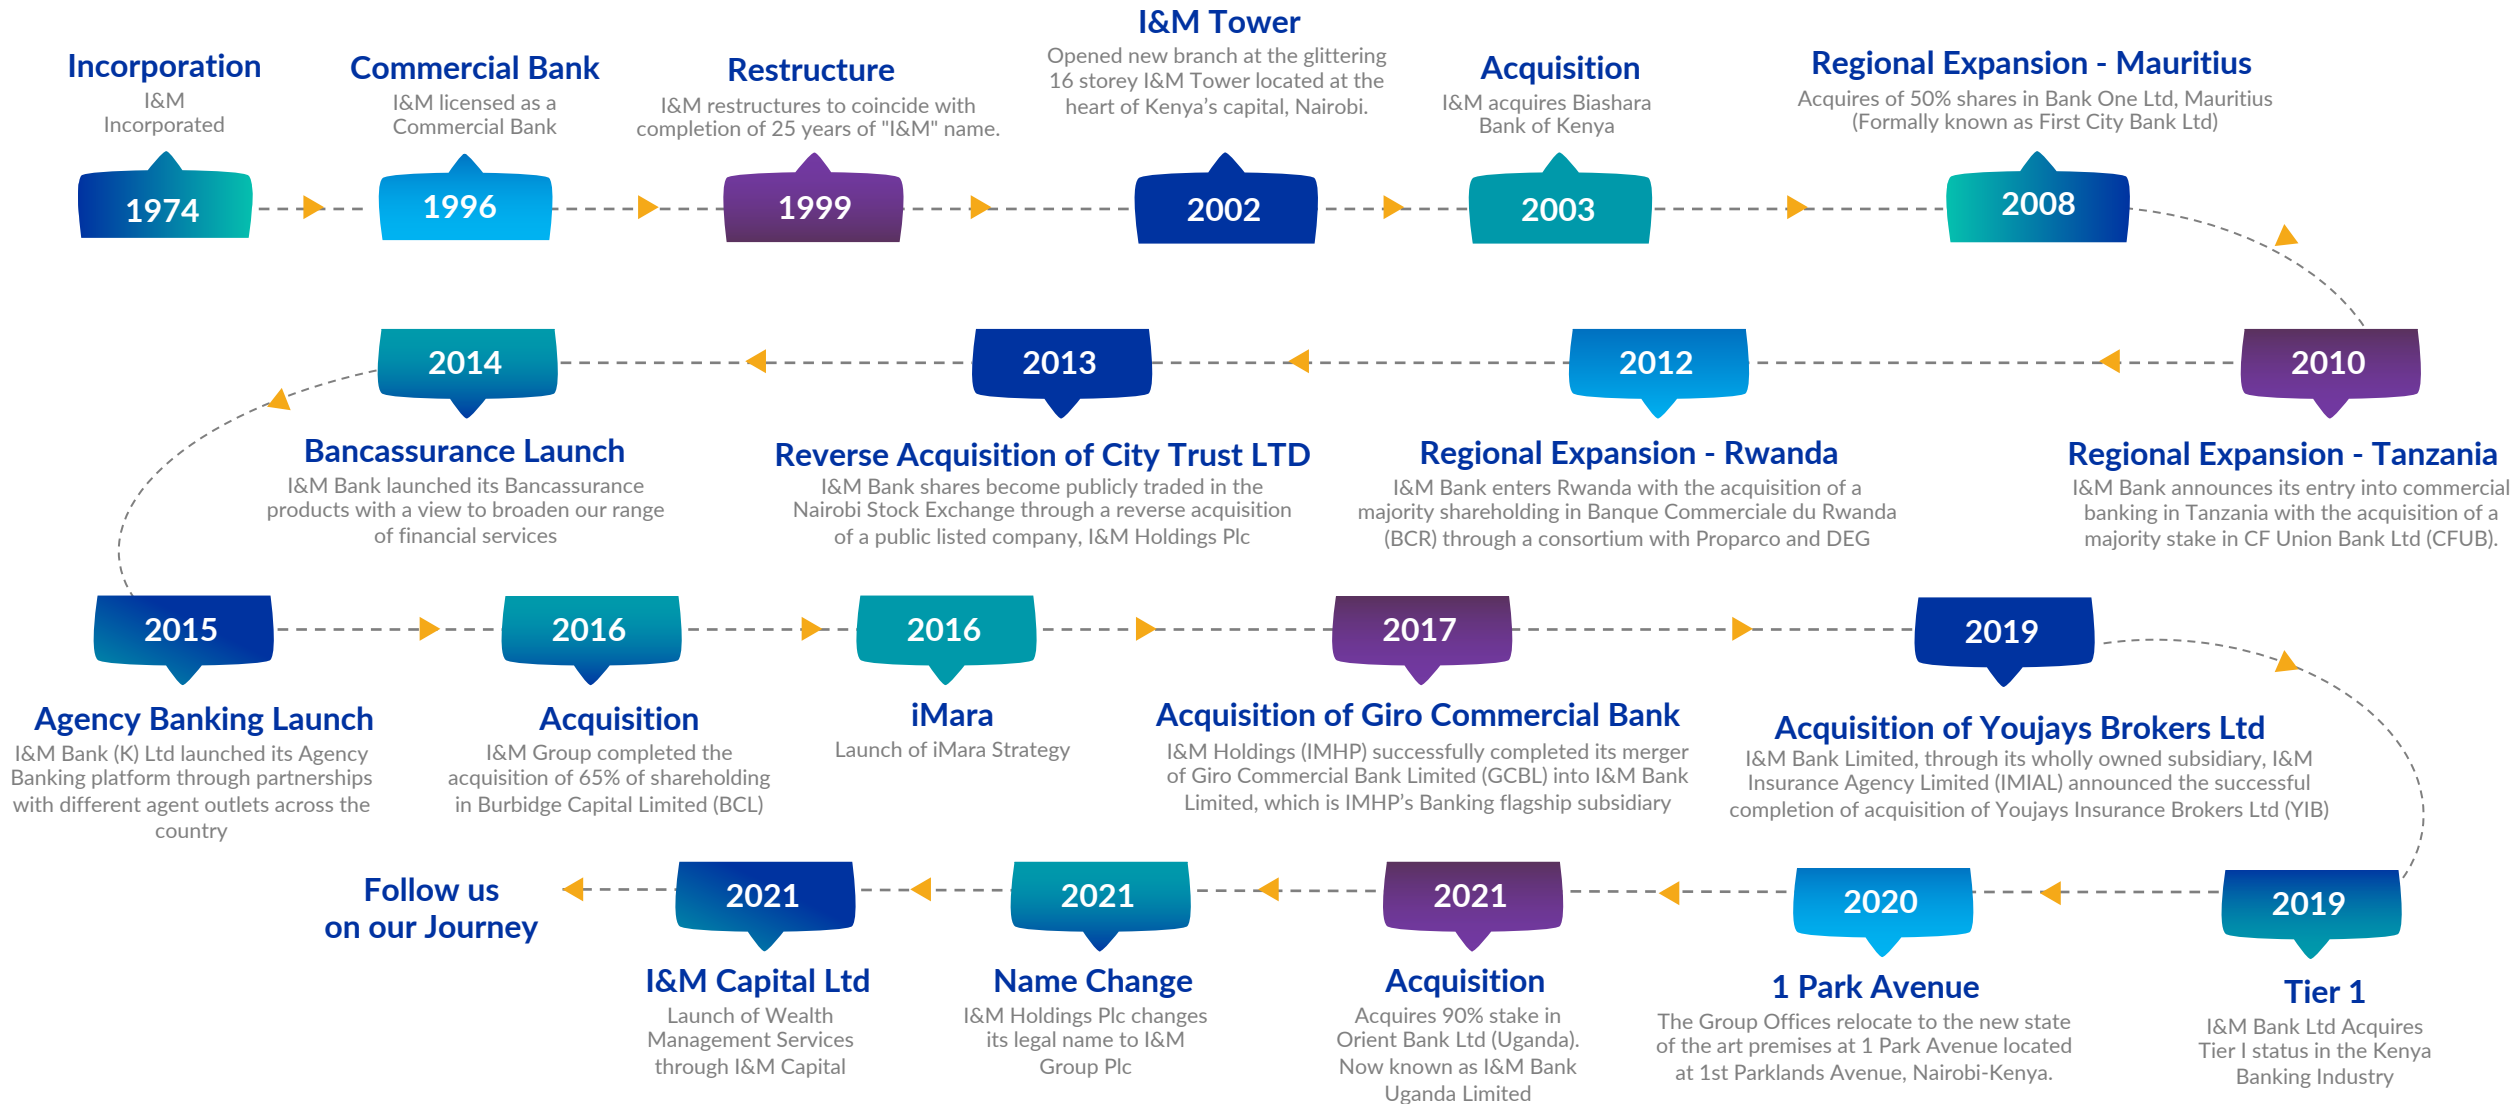 Incorporation
I&M
Incorporated
1974
Commercial Bank
I&M licensed as a
Commercial Bank
1996
Restructure
I&M restructures to coincide with
completion of 25 years of "I&M" name.
1999
I&M Tower
Opened new branch at the glittering
16 storey I&M Tower located at the
heart of Kenya’s capital, Nairobi.
2002
Acquisition
I&M acquires Biashara
Bank of Kenya
2003
Regional Expansion - Mauritius
Acquires of 50% shares in Bank One Ltd, Mauritius
(Formally known as First City Bank Ltd)
2008
2010
Regional Expansion - Tanzania
I&M Bank announces its entry into commercial
banking in Tanzania with the acquisition of a
majority stake in CF Union Bank Ltd (CFUB).
2012
Regional Expansion - Rwanda
I&M Bank enters Rwanda with the acquisition of a
majority shareholding in Banque Commerciale du Rwanda
(BCR) through a consortium with Proparco and DEG
2013
Reverse Acquisition of City Trust LTD
I&M Bank shares become publicly traded in the
Nairobi Stock Exchange through a reverse acquisition
of a public listed company, I&M Holdings Plc
2014
Bancassurance Launch
I&M Bank launched its Bancassurance
products with a view to broaden our range
of financial services
2015
Agency Banking Launch
I&M Bank (K) Ltd launched its Agency
Banking platform through partnerships
with different agent outlets across the
country
2016
Acquisition
I&M Group completed the
acquisition of 65% of shareholding
in Burbidge Capital Limited (BCL)
2016
iMara
Launch of iMara Strategy
2017
Acquisition of Giro Commercial Bank
I&M Holdings (IMHP) successfully completed its merger
of Giro Commercial Bank Limited (GCBL) into I&M Bank
Limited, which is IMHP’s Banking flagship subsidiary
2019
Acquisition of Youjays Brokers Ltd
I&M Bank Limited, through its wholly owned subsidiary, I&M
Insurance Agency Limited (IMIAL) announced the successful
completion of acquisition of Youjays Insurance Brokers Ltd (YIB)
2019
Tier 1
I&M Bank Ltd Acquires
Tier I status in the Kenya
Banking Industry
2020
1 Park Avenue
The Group Offices relocate to the new state
of the art premises at 1 Park Avenue located
at 1st Parklands Avenue, Nairobi-Kenya.
2021
Acquisition
Acquires 90% stake in
Orient Bank Ltd (Uganda).
Now known as I&M Bank
Uganda Limited
2021
Name Change
I&M Holdings Plc changes
its legal name to I&M
Group Plc
2021
I&M Capital Ltd
Launch of Wealth
Management Services
through I&M Capital
Follow us
on our Journey